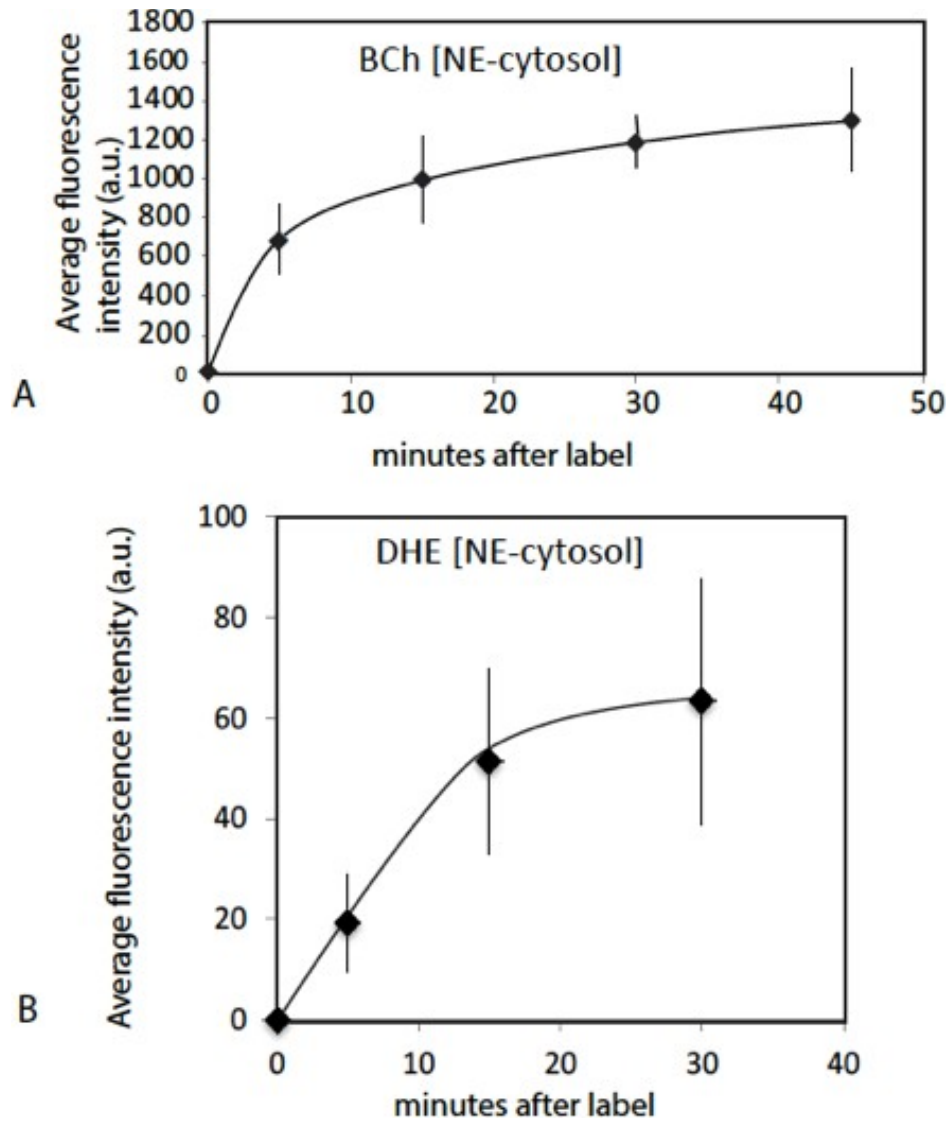 1800
1600
1400
1200
1000
800
600
400
200
0
Average fluorescence
intensity (a.u.)
BCh [NE-cytosol]
A
0 10 20 30 40 50
minutes after label
100
80
60
40
20
0
Average fluorescence intensity (a.u.)
DHE [NE-cytosol]
B
0 10 20 30 40
minutes after label